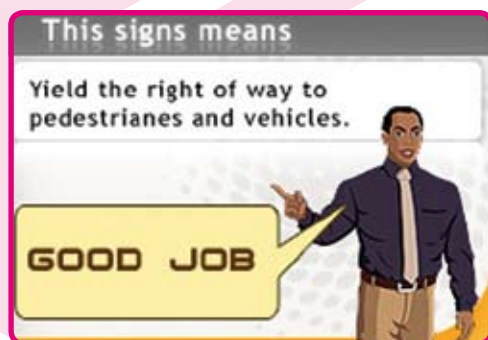 This signs means
Yield the right of way to
pedestrianes and vehicles.
GOOD JOB